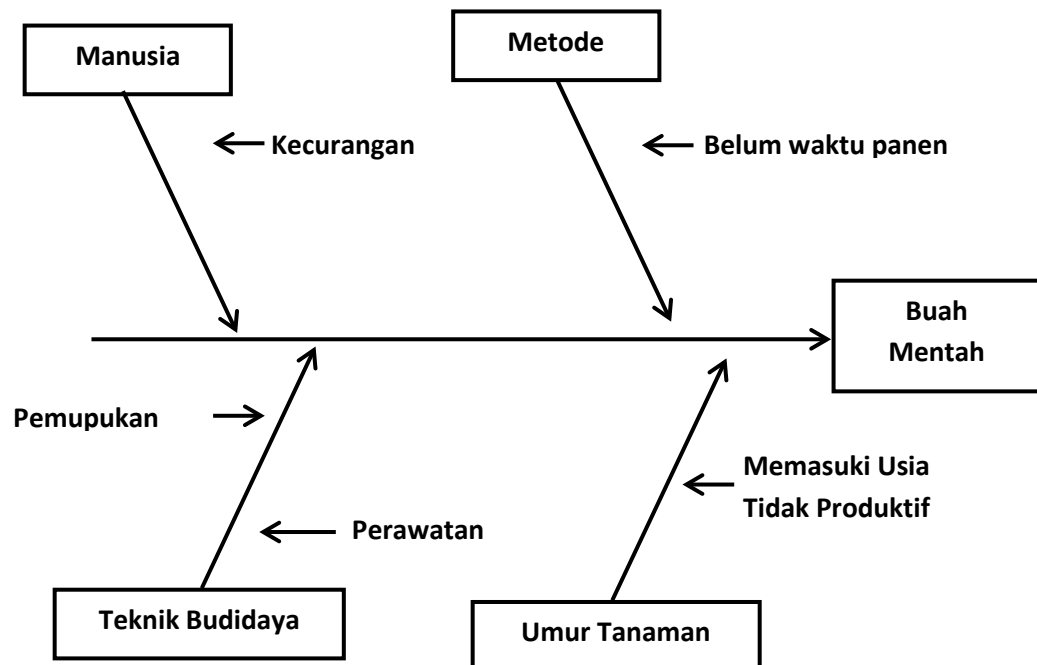 Manusia
Metode
Kecurangan
Belum waktu panen
Buah
Mentah
Pemupukan
Memasuki Usia
Tidak Produktif
Perawatan
Teknik Budidaya
Umur Tanaman